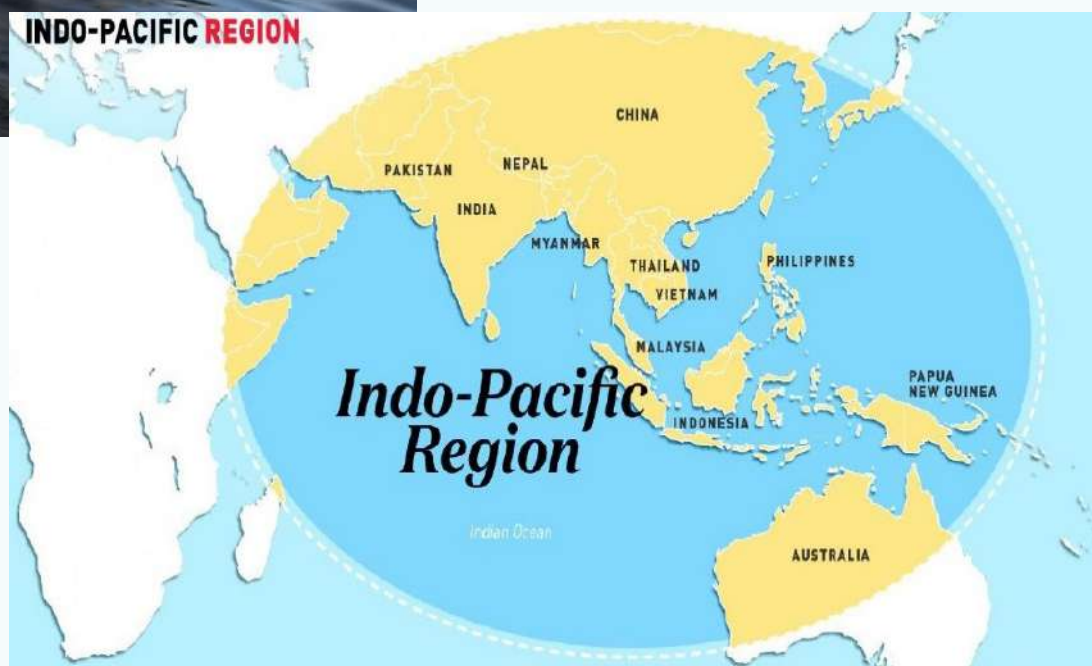 INDO-PACIFIC REGION
CHINA
PAKISTAN
NEPAL
INDIA
MYANMAR
THAILAND
PHILIPPINES
VIETNAM
MALAYSIA
Indo-Pacific
Region
PAPUA
NEW GUINEA
INDONESIA
Indian Ocean
AUSTRALIA